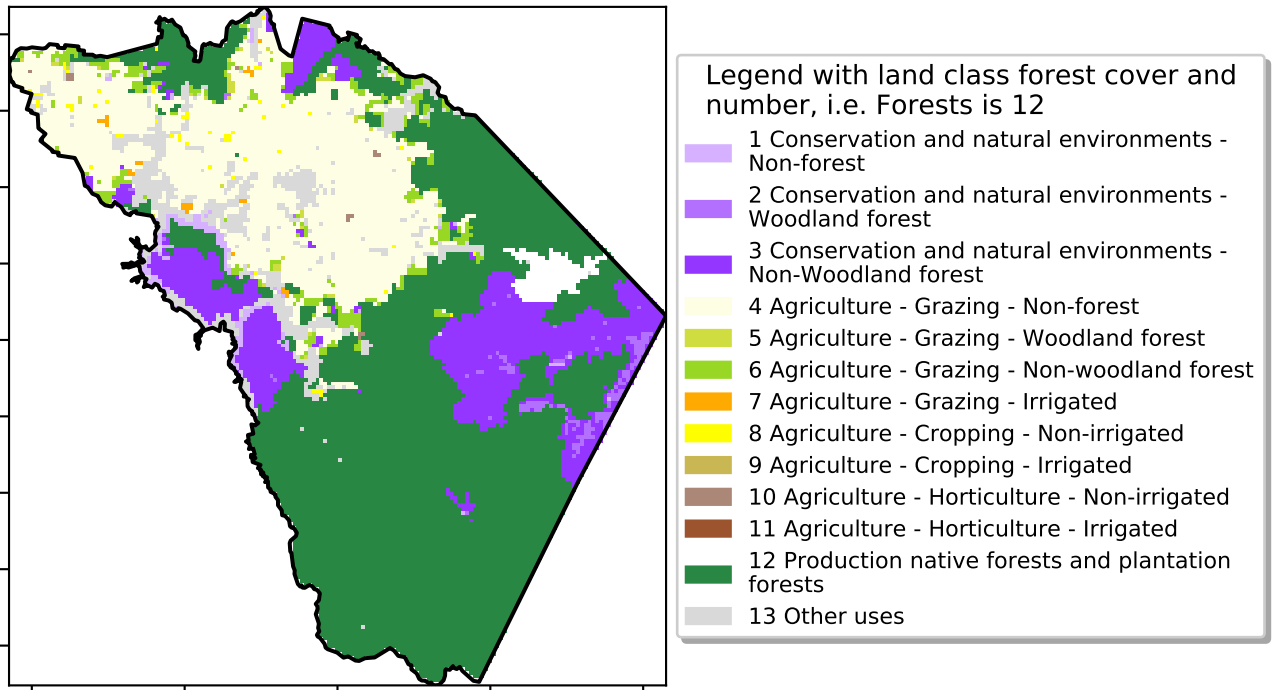 Legend with land class forest cover and
number, i.e. Forests is 12
1 Conservation and natural environments -
Non-forest
2 Conservation and natural environments -
Woodland forest
3 Conservation and natural environments -
Non-Woodland forest
4 Agriculture - Grazing - Non-forest
5 Agriculture - Grazing - Woodland forest
6 Agriculture - Grazing - Non-woodland forest
7 Agriculture - Grazing - Irrigated
8 Agriculture - Cropping - Non-irrigated
9 Agriculture - Cropping - Irrigated
10 Agriculture - Horticulture - Non-irrigated
11 Agriculture - Horticulture - Irrigated
12 Production native forests and plantation
forests
13 Other uses